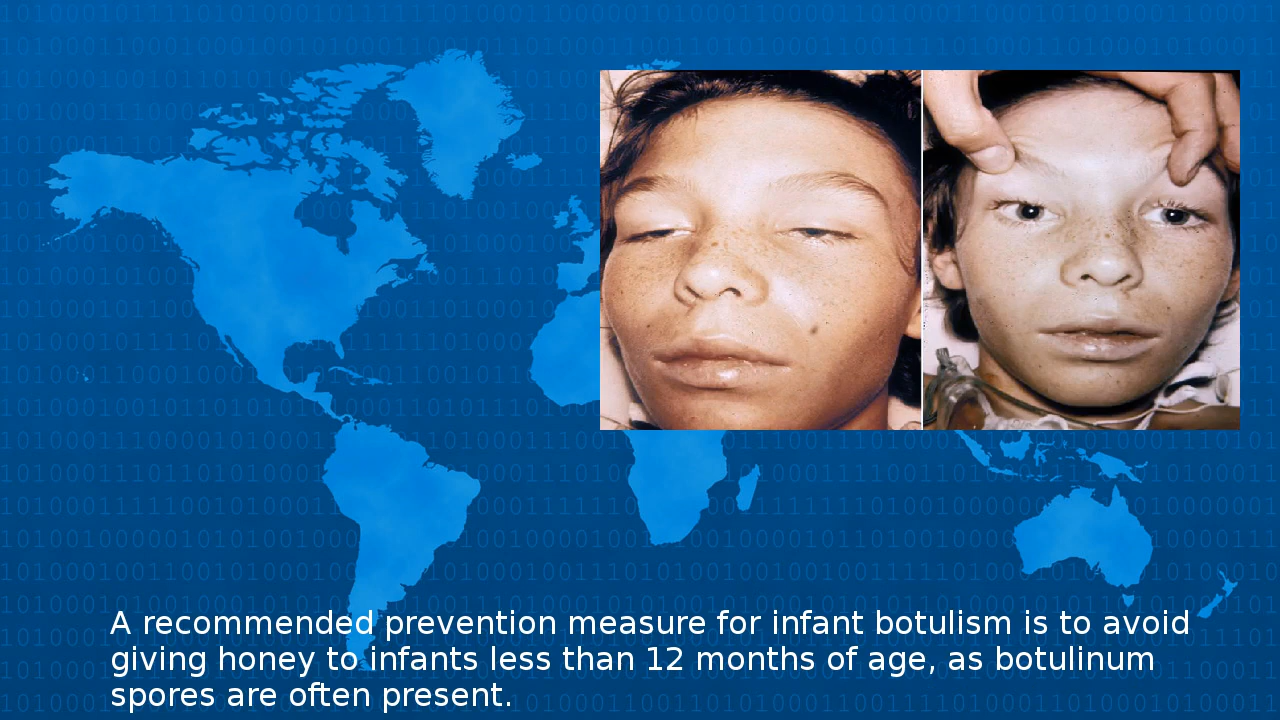 A recommended prevention measure for infant botulism is to avoid
giving honey to infants less than 12 months of age, as botulinum
spores are often present.